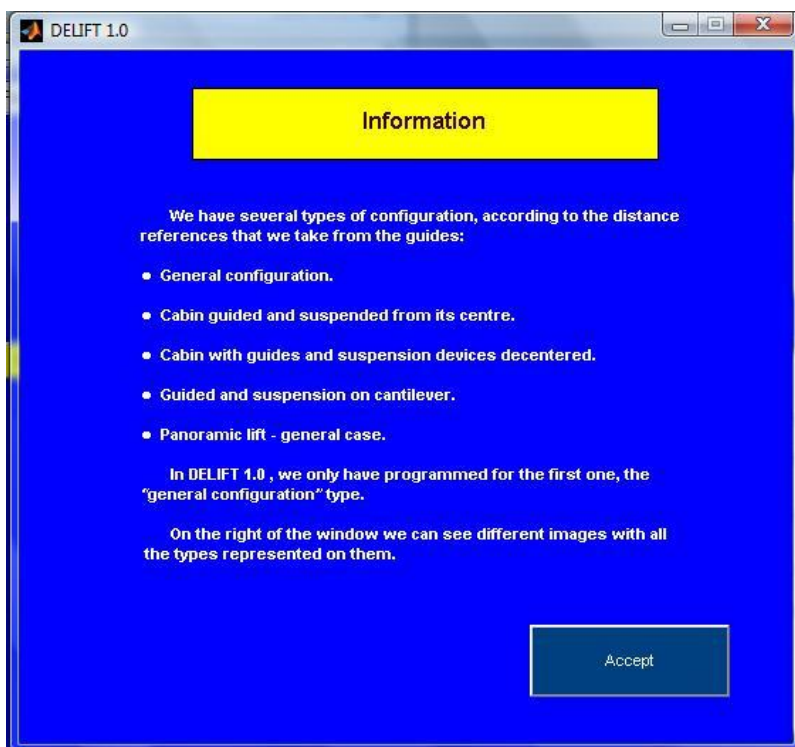 DELIFT 1.0
Information
We have several types of configuration, according to the distance
references that we take from the guides:
• General configuration.
• Cabin guided and suspended from its centre.
• Cabin with guides and suspension devices decentered.
• Guided and suspension on cantilever.
• Panoramic lift - general case.
In DELIFT 1.0 , we only have programmed for the first one, the
"general configuration" type.
On the right of the window we can see different images with all
the types represented on them.
Accept